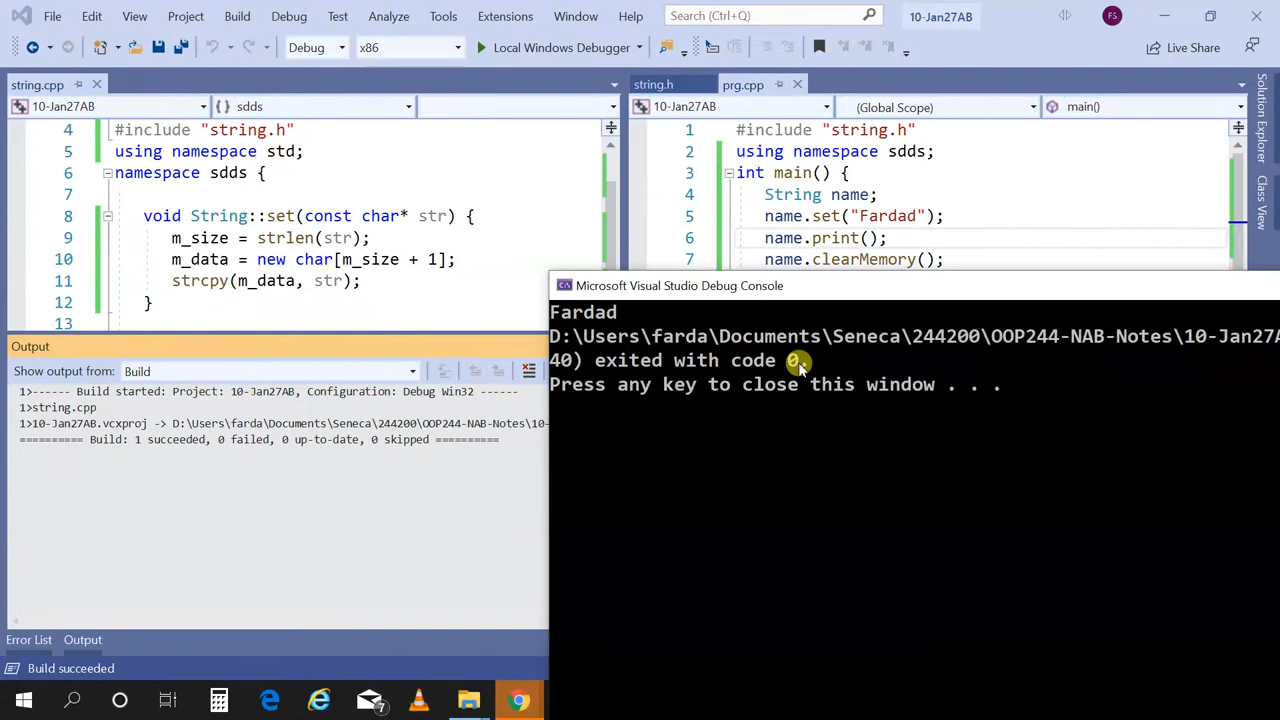 File Edit View Project Build Debug Test Analyze Tools Extensions Window Help Search (Ctrl+Q) 10-Jan27AB FS
Debug x86 Local Windows Debugger Live Share
string.cpp
10-Jan27AB sdds
4 #include "string.h"
5 using namespace std;
6 namespace sdds {
7
8 void String::set(const char* str) {
9 m_size = strlen(str);
10 m_data = new char[m_size + 1];
11 strcpy(m_data, str);
12 }
13
string.h prg.cpp
10-Jan27AB (Global Scope) main()
1 #include "string.h"
2 using namespace sdds;
3 int main() {
4 String name;
5 name.set("Fardad");
6 name.print();
7 name.clearMemory();
Solution Explorer
Class View
Output
Show output from: Build
1>------ Build started: Project: 10-Jan27AB, Configuration: Debug Win32 ------
1>string.cpp
1>10-Jan27AB.vcxproj -> D:\Users\farda\Documents\Seneca\244200\OOP244-NAB-Notes\10-
========== Build: 1 succeeded, 0 failed, 0 up-to-date, 0 skipped ==========
Microsoft Visual Studio Debug Console
Fardad
D:\Users\farda\Documents\Seneca\244200\OOP244-NAB-Notes\10-Jan27A
40) exited with code 0.
Press any key to close this window . . .
Error List Output
Build succeeded
7